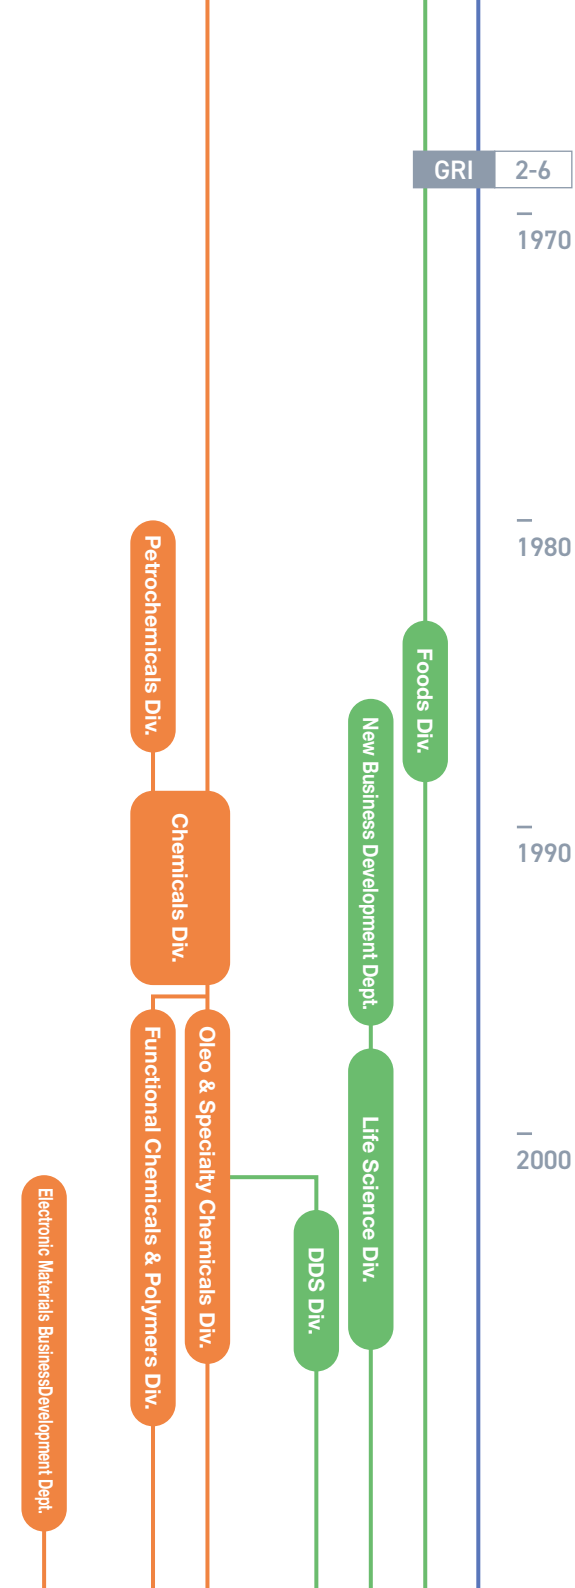 GRI 2-6
1970
1980
Petrochemicals Div.
Foods Div.
New Business Development Dept.
Chemicals Div.
1990
Functional Chemicals & Polymers Div.
Oleo & Specialty Chemicals Div.
Life Science Div.
2000
Electronic Materials BusinessDevelopment Dept.
DDS Div.